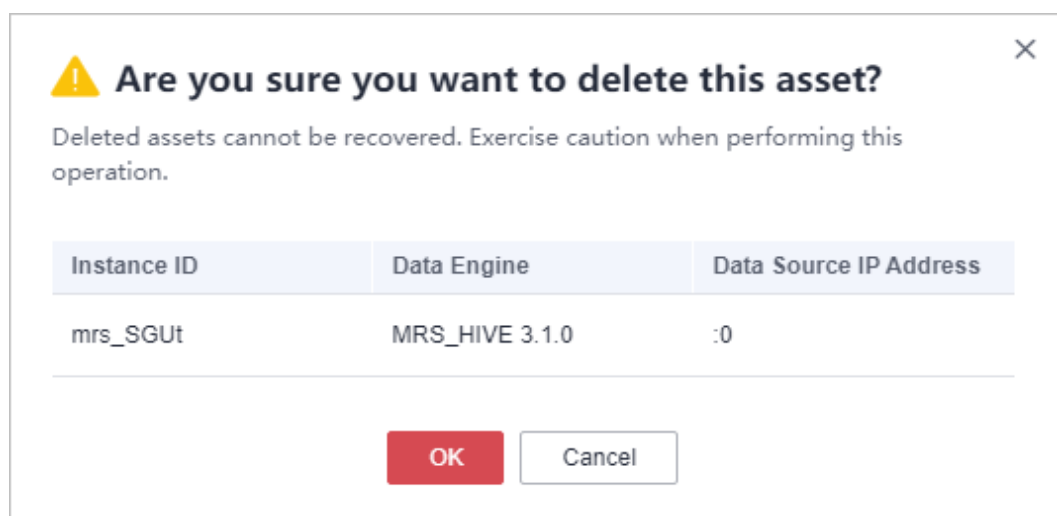 Are you sure you want to delete this asset?
Deleted assets cannot be recovered. Exercise caution when performing this
operation.
Instance ID Data Engine Data Source IP Address
mrs_SGUt MRS_HIVE 3.1.0 :0
OK Cancel